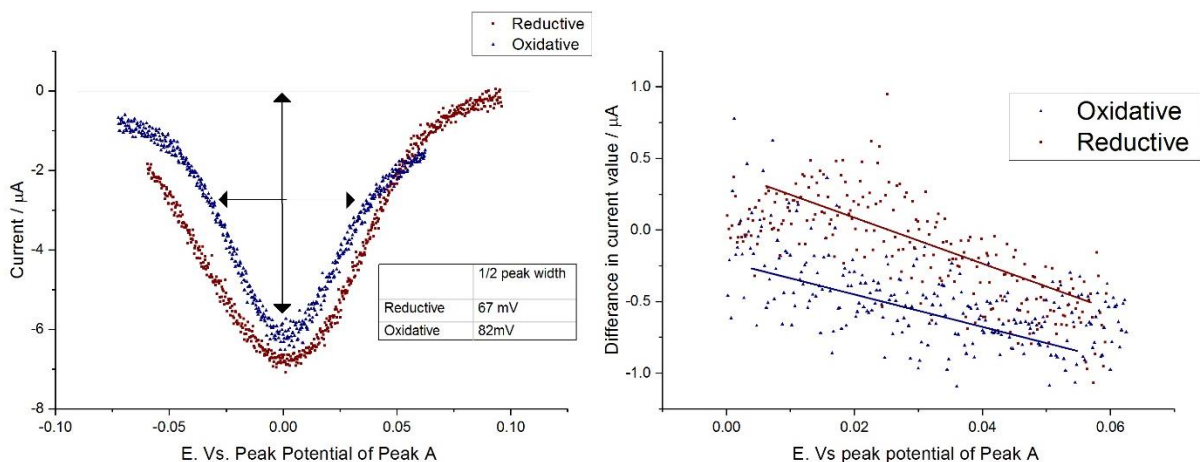 Reductive
Oxidative
0
-2
-4
-6
-8
Current / µA
-0.10
-0.05
0.00
0.05
0.10
E. Vs. Peak Potential of Peak A
1/2 peak width
Reductive 67 mV
Oxidative 82mV
Oxidative
Reductive
1.0
0.5
0.0
-0.5
-1.0
Differance in current value / µA
0.00
0.02
0.04
0.06
E. Vs peak potential of Peak A